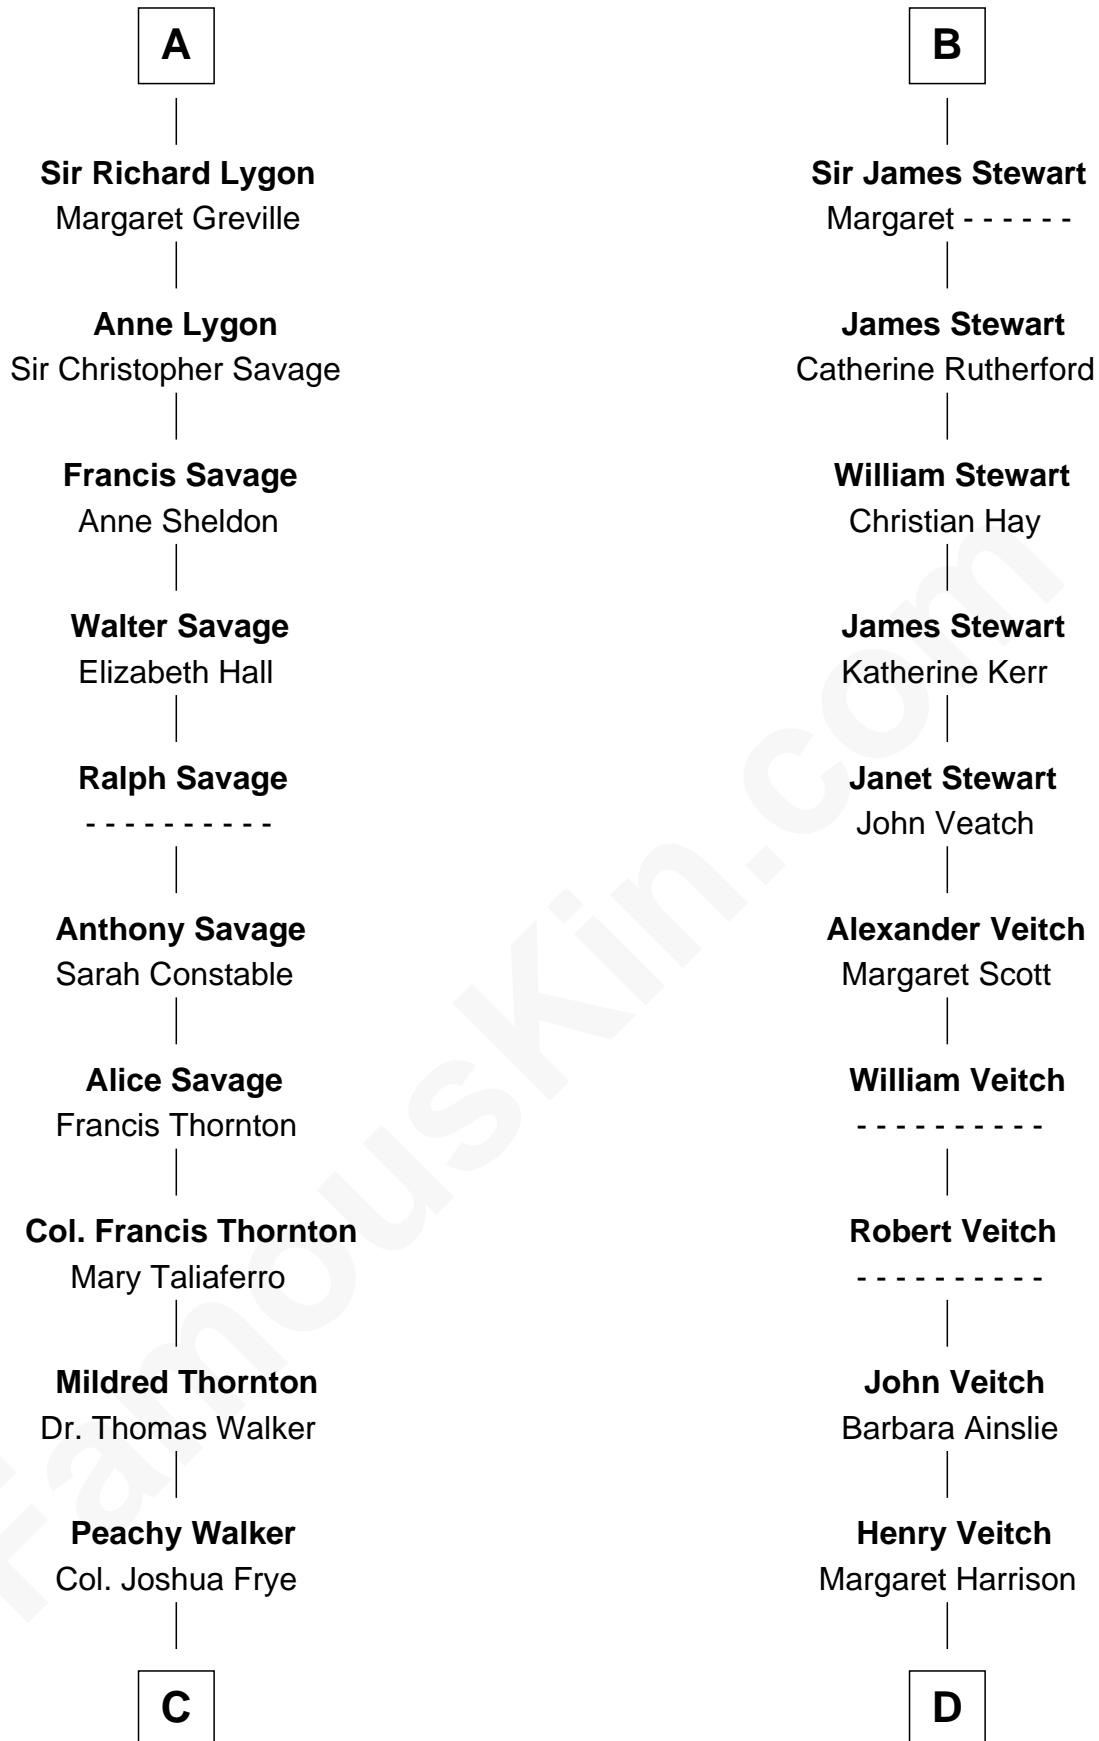 A
Sir Richard Lygon
Margaret Greville
Anne Lygon
Sir Christopher Savage
Francis Savage
Anne Sheldon
Walter Savage
Elizabeth Hall
Ralph Savage
- - - - - - - - - -
Anthony Savage
Sarah Constable
Alice Savage
Francis Thornton
Col. Francis Thornton
Mary Taliaferro
Mildred Thornton
Dr. Thomas Walker
Peachy Walker
Col. Joshua Frye
C
B
Sir James Stewart
Margaret - - - - - -
James Stewart
Catherine Rutherford
William Stewart
Christian Hay
James Stewart
Katherine Kerr
Janet Stewart
John Veatch
Alexander Veitch
Margaret Scott
William Veitch
- - - - - - - - - -
Robert Veitch
- - - - - - - - - -
John Veitch
Barbara Ainslie
Henry Veitch
Margaret Harrison
D
FamousKin.com